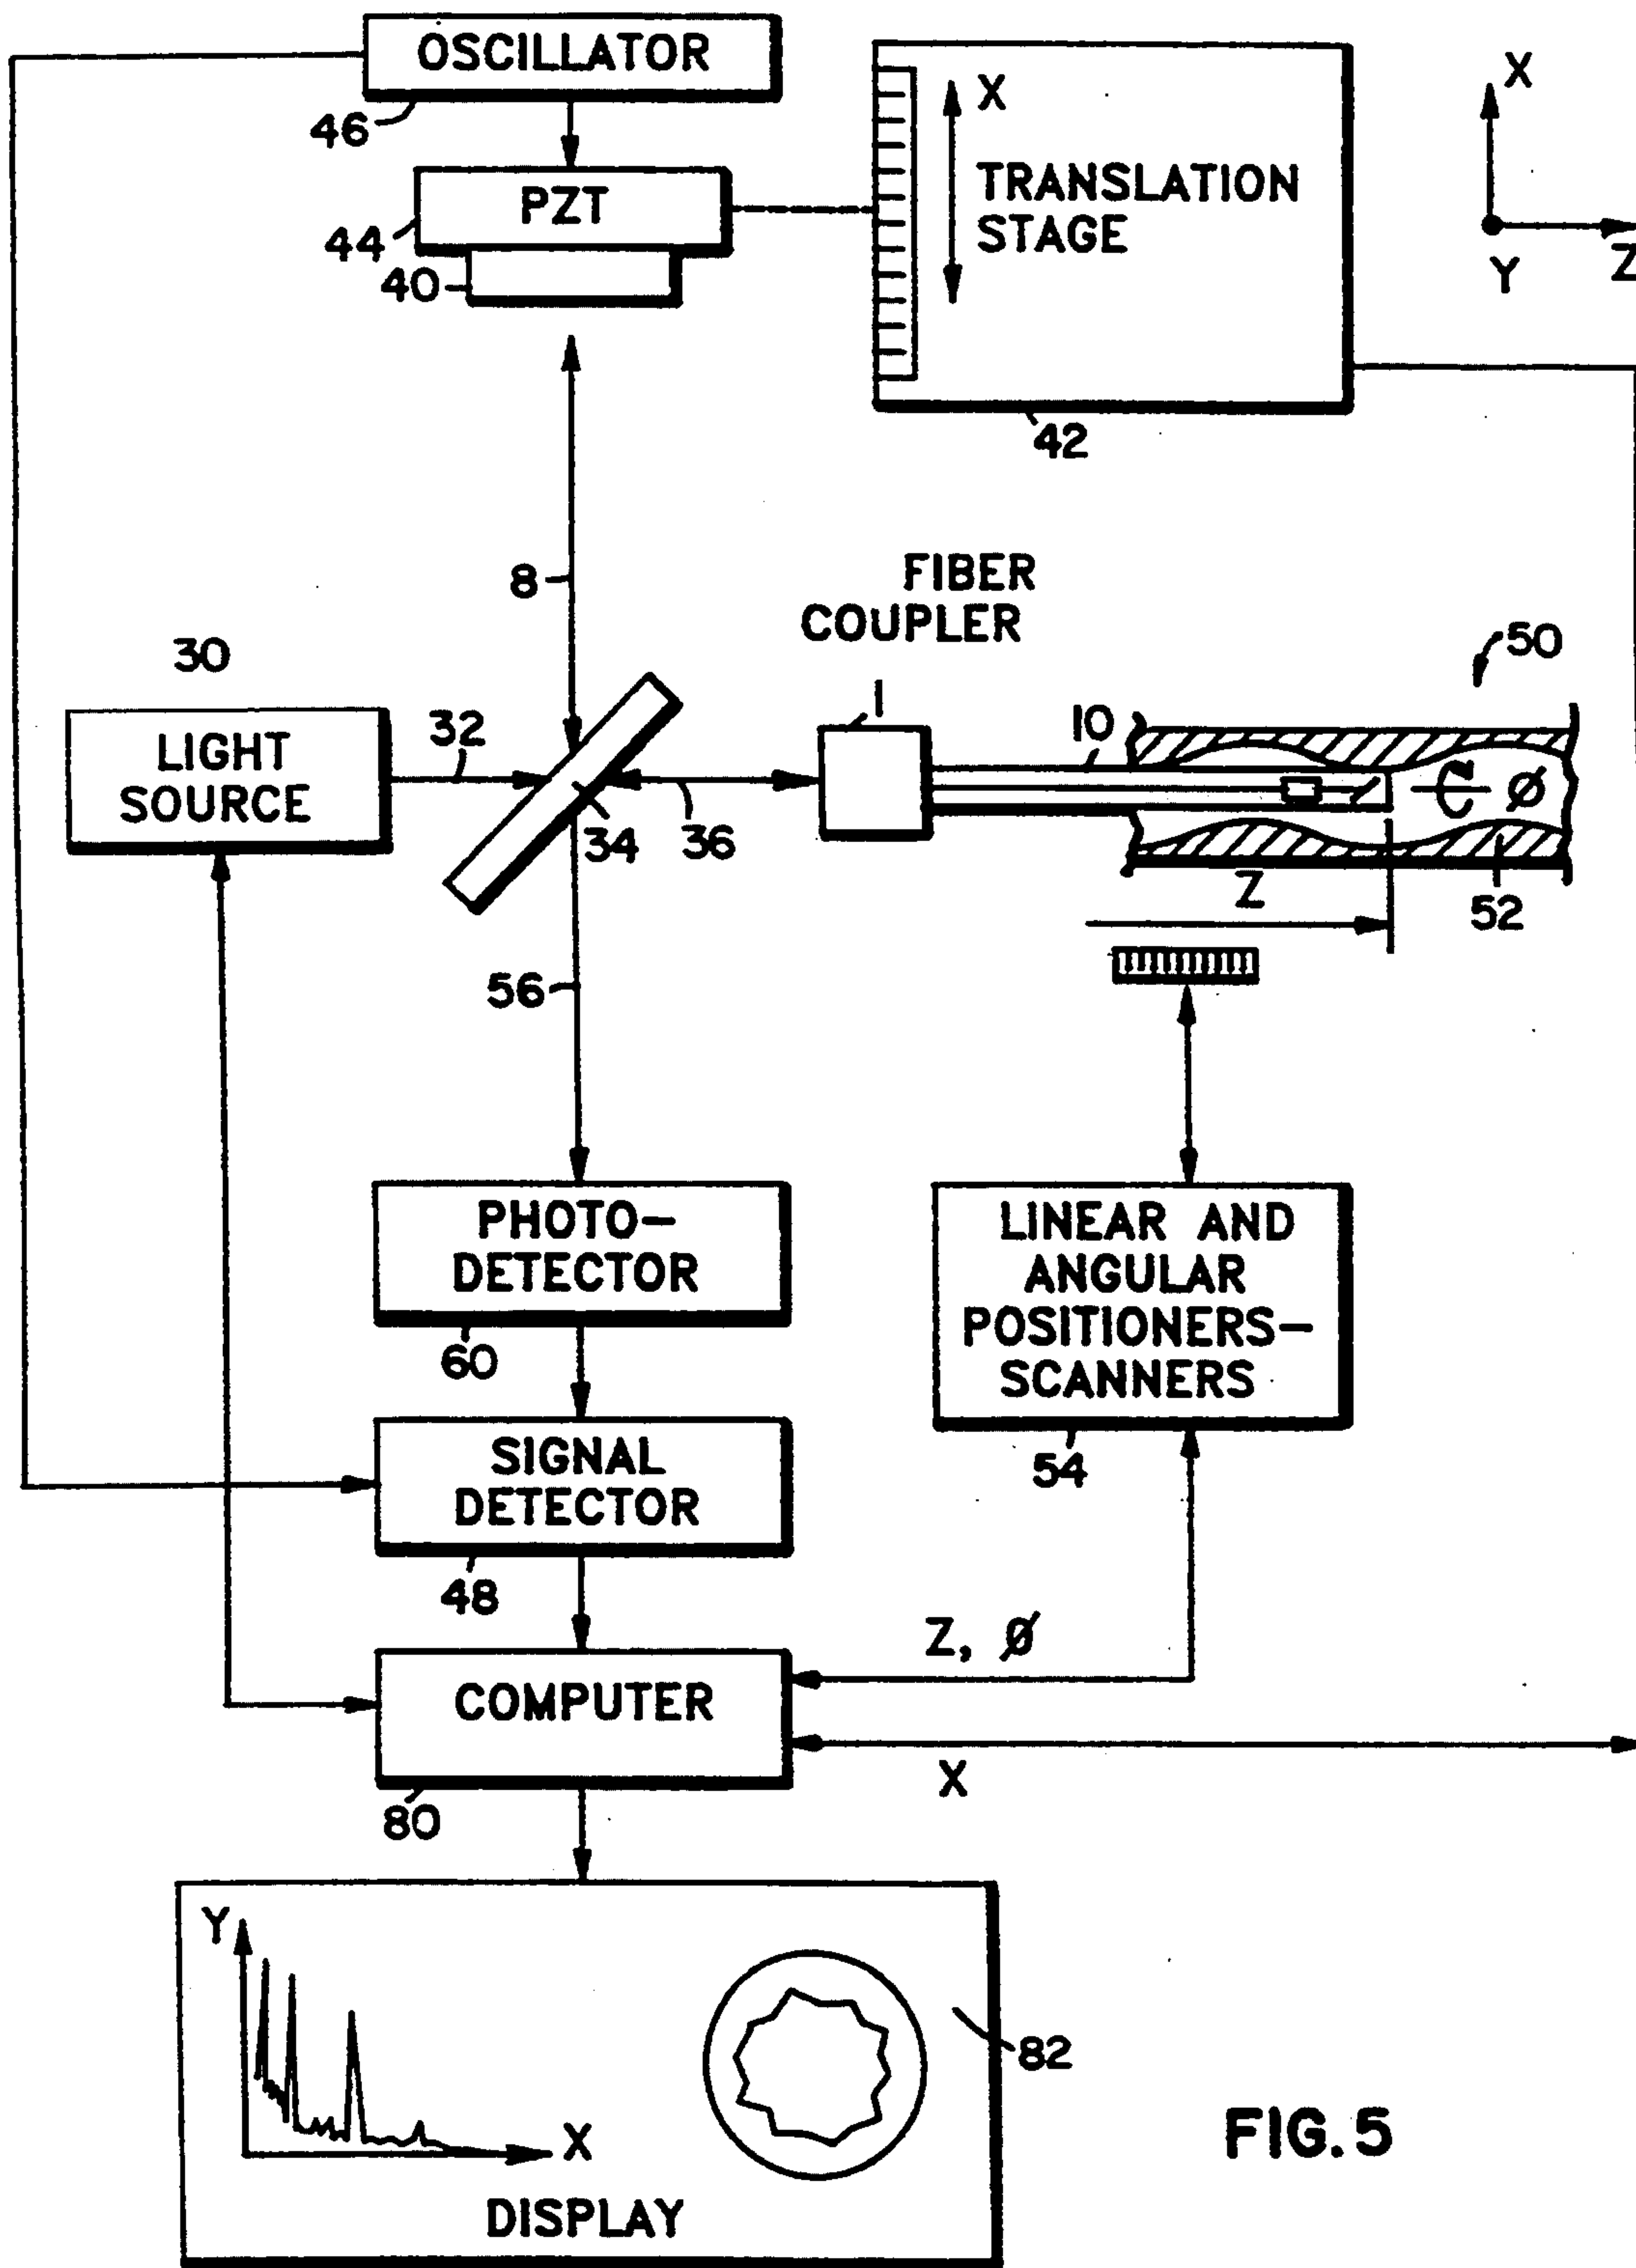 OSCILLATOR
46
X
X
PZT
TRANSLATION
STAGE
44
40
Y
Z
42
8
FIBER
COUPLER
30
50
1
10
LIGHT
SOURCE
32
Ø
34
36
Z
52
56
PHOTO-
DETECTOR
LINEAR AND
ANGULAR
POSITIONERS-
SCANNERS
60
SIGNAL
DETECTOR
54
48
Z, Ø
COMPUTER
X
80
Y
82
X
FIG.5
DISPLAY